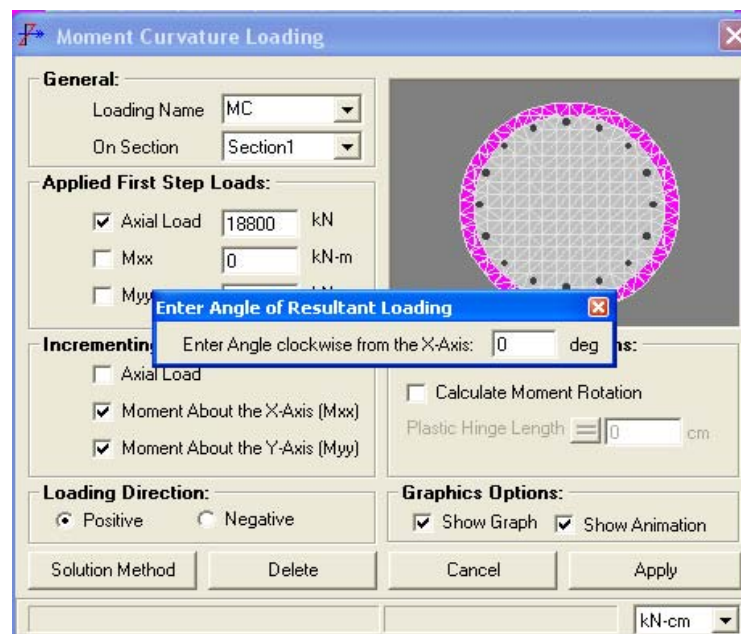 Moment Curvature Loading
General:
Loading Name MC
On Section Section1
Applied First Step Loads:
Axial Load 18800 kN
Mxx 0 kN-m
Myy
Enter Angle of Resultant Loading
Enter Angle clockwise from the X-Axis: 0 deg
Incrementing
Axial Load
Moment About the X-Axis (Mxx)
Moment About the Y-Axis (Myy)
Calculate Moment Rotation
Plastic Hinge Length = 0 cm
Loading Direction:
Positive Negative
Graphics Options:
Show Graph Show Animation
Solution Method Delete Cancel Apply
kN-cm